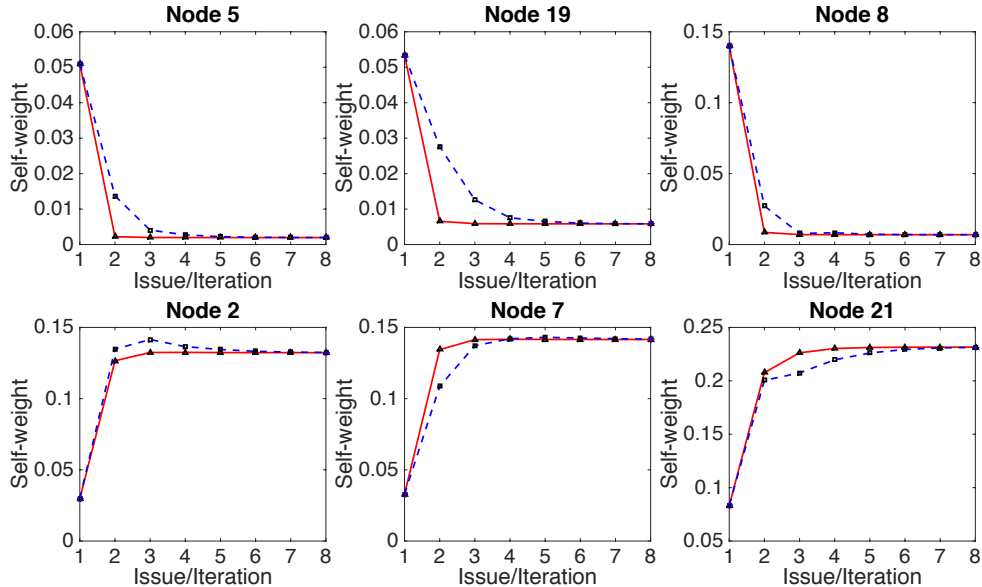 Node 5
Self-weight
0.06
0.05
0.04
0.03
0.02
0.01
0
1 2 3 4 5 6 7 8
Issue/Iteration
Node 19
Self-weight
0.06
0.05
0.04
0.03
0.02
0.01
0
1 2 3 4 5 6 7 8
Issue/Iteration
Node 8
Self-weight
0.15
0.1
0.05
0
1 2 3 4 5 6 7 8
Issue/Iteration
Node 2
Self-weight
0.15
0.1
0.05
0
1 2 3 4 5 6 7 8
Issue/Iteration
Node 7
Self-weight
0.15
0.1
0.05
0
1 2 3 4 5 6 7 8
Issue/Iteration
Node 21
Self-weight
0.25
0.2
0.15
0.1
0.05
1 2 3 4 5 6 7 8
Issue/Iteration